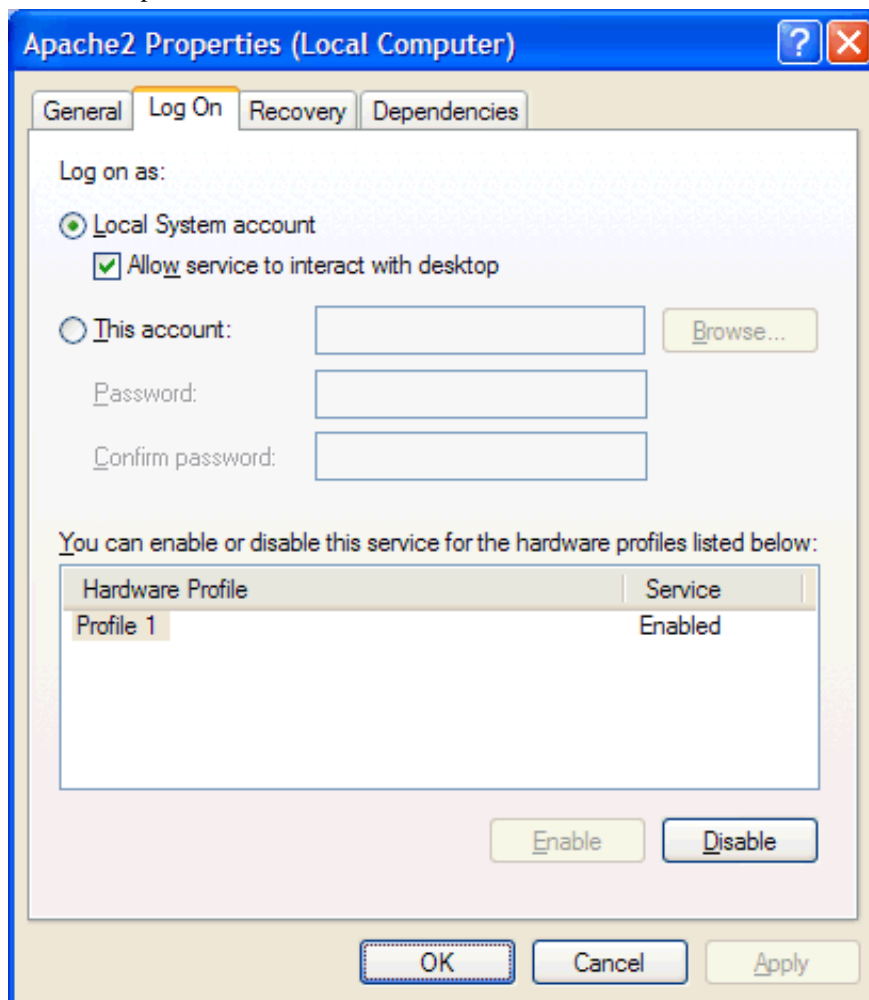 Apache2 Properties (Local Computer)
General Log On Recovery Dependencies
Log on as:
Local System account
Allow service to interact with desktop
This account: Browse...
Password:
Confirm password:
You can enable or disable this service for the hardware profiles listed below:
Hardware Profile Service
Profile 1 Enabled
Enable Disable
OK Cancel Apply